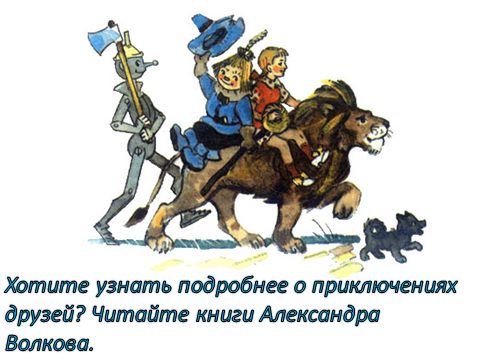 Хотите узнать подробнее о приключениях
друзей? Читайте книги Александра
Волкова.